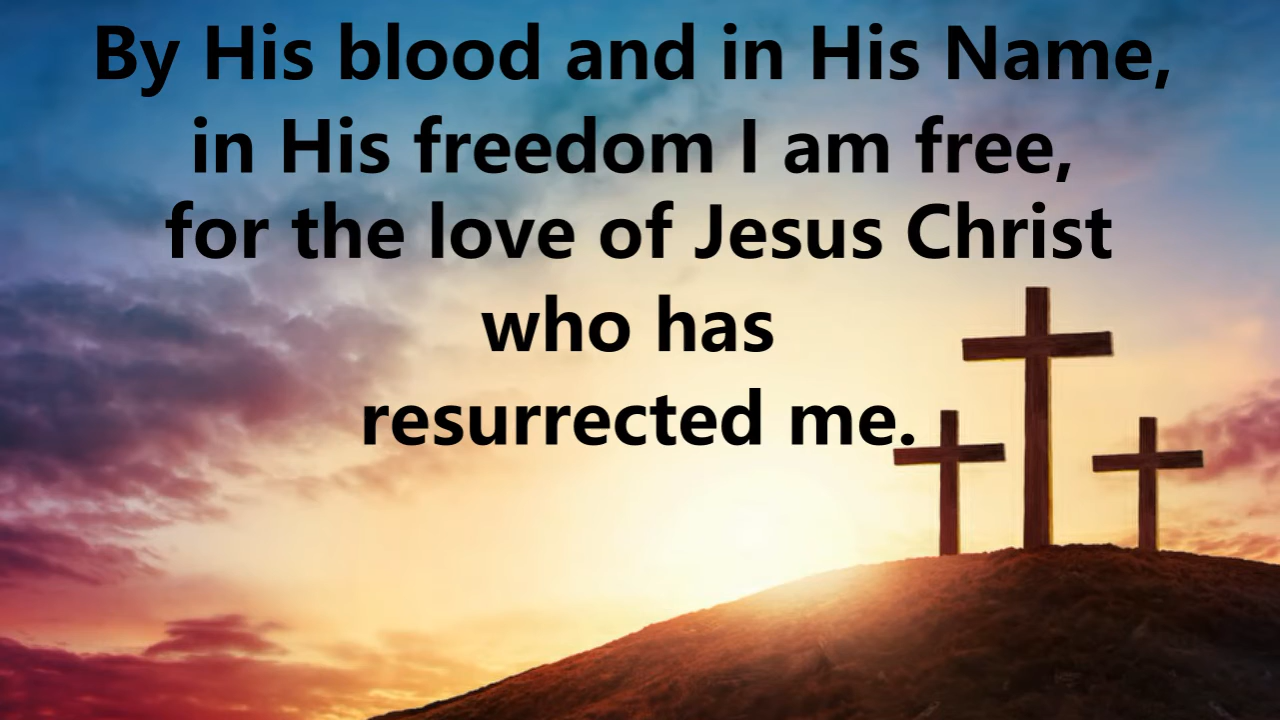 By His blood and in His Name,
in His freedom I am free,
for the love of Jesus Christ
who has
resurrected me.